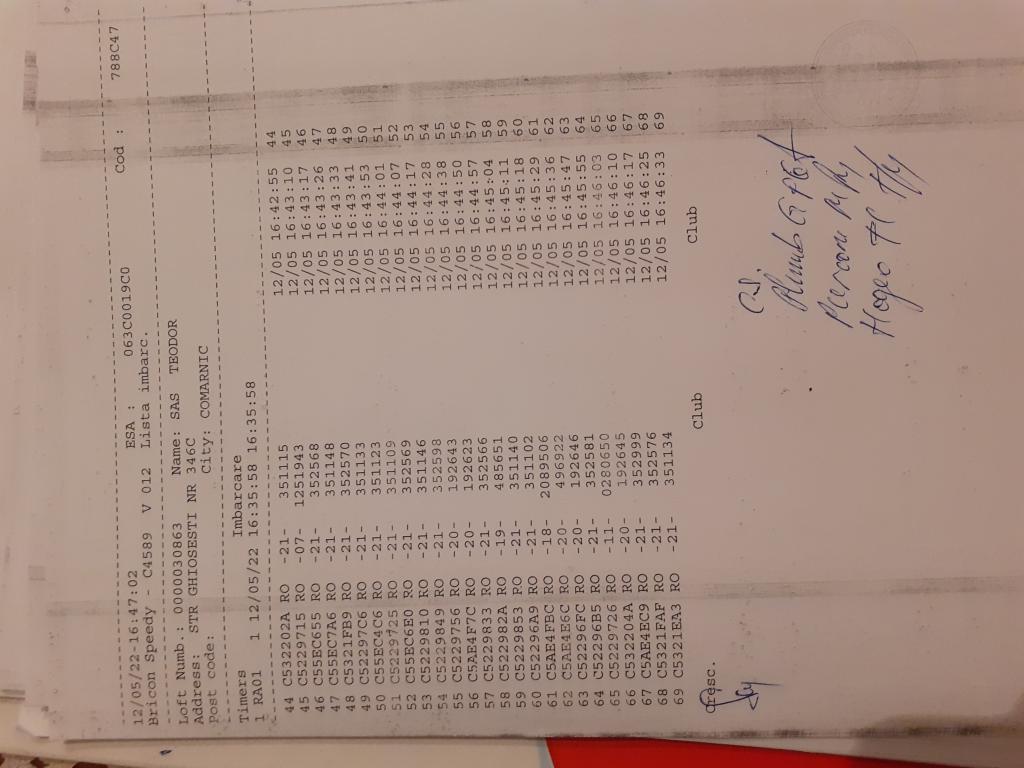 12/05/22-16:47:02 ESA : 063C0019C0 Cod : 788C47
Bricon Speedy - C4589 V 012 Lista imbarc.
Loft Numb.: 0000030863 Name: SAS TEODOR
Address: STR GHIOSESTI NR 346C
Post code: City: COMARNIC
Timers Imbarcare
1 RA01 1 12/05/22 16:35:58 16:35:58
44 C532202A RO -21- 351115 12/05 16:42:55 44
45 C5229715 RO -07- 1251943 12/05 16:43:10 45
46 C55EC655 RO -21- 352568 12/05 16:43:17 46
47 C55EC7A6 RO -21- 351148 12/05 16:43:26 47
48 C5321FB9 RO -21- 352570 12/05 16:43:33 48
49 C52297C6 RO -21- 351133 12/05 16:43:41 49
50 C55EC4C6 RO -21- 351123 12/05 16:43:53 50
51 C5229725 RO -21- 351109 12/05 16:44:01 51
52 C55EC6E0 RO -21- 352569 12/05 16:44:07 52
53 C5229810 RO -21- 351146 12/05 16:44:17 53
54 C5229849 RO -21- 352598 12/05 16:44:28 54
55 C5229756 RO -20- 192643 12/05 16:44:38 55
56 C5AE4F7C RO -20- 192623 12/05 16:44:50 56
57 C5229833 RO -21- 352566 12/05 16:44:57 57
58 C522982A RO -19- 485651 12/05 16:45:04 58
59 C5229853 RO -21- 351140 12/05 16:45:11 59
60 C52296A9 RO -21- 351102 12/05 16:45:18 60
61 C5AE4FBC RO -18- 2089506 12/05 16:45:29 61
62 C5AE4E6C RO -20- 496922 12/05 16:45:36 62
63 C52296FC RO -20- 192646 12/05 16:45:47 63
64 C52296B5 RO -21- 352581 12/05 16:45:55 64
65 C5229726 RO -11- 0280650 12/05 16:46:03 65
66 C532204A RO -20- 192645 12/05 16:46:10 66
67 C5AE4EC9 RO -21- 352999 12/05 16:46:17 67
68 C5321FAF RO -21- 352576 12/05 16:46:25 68
69 C5321EA3 RO -21- 351134 12/05 16:46:33 69
Cresc. Club Club